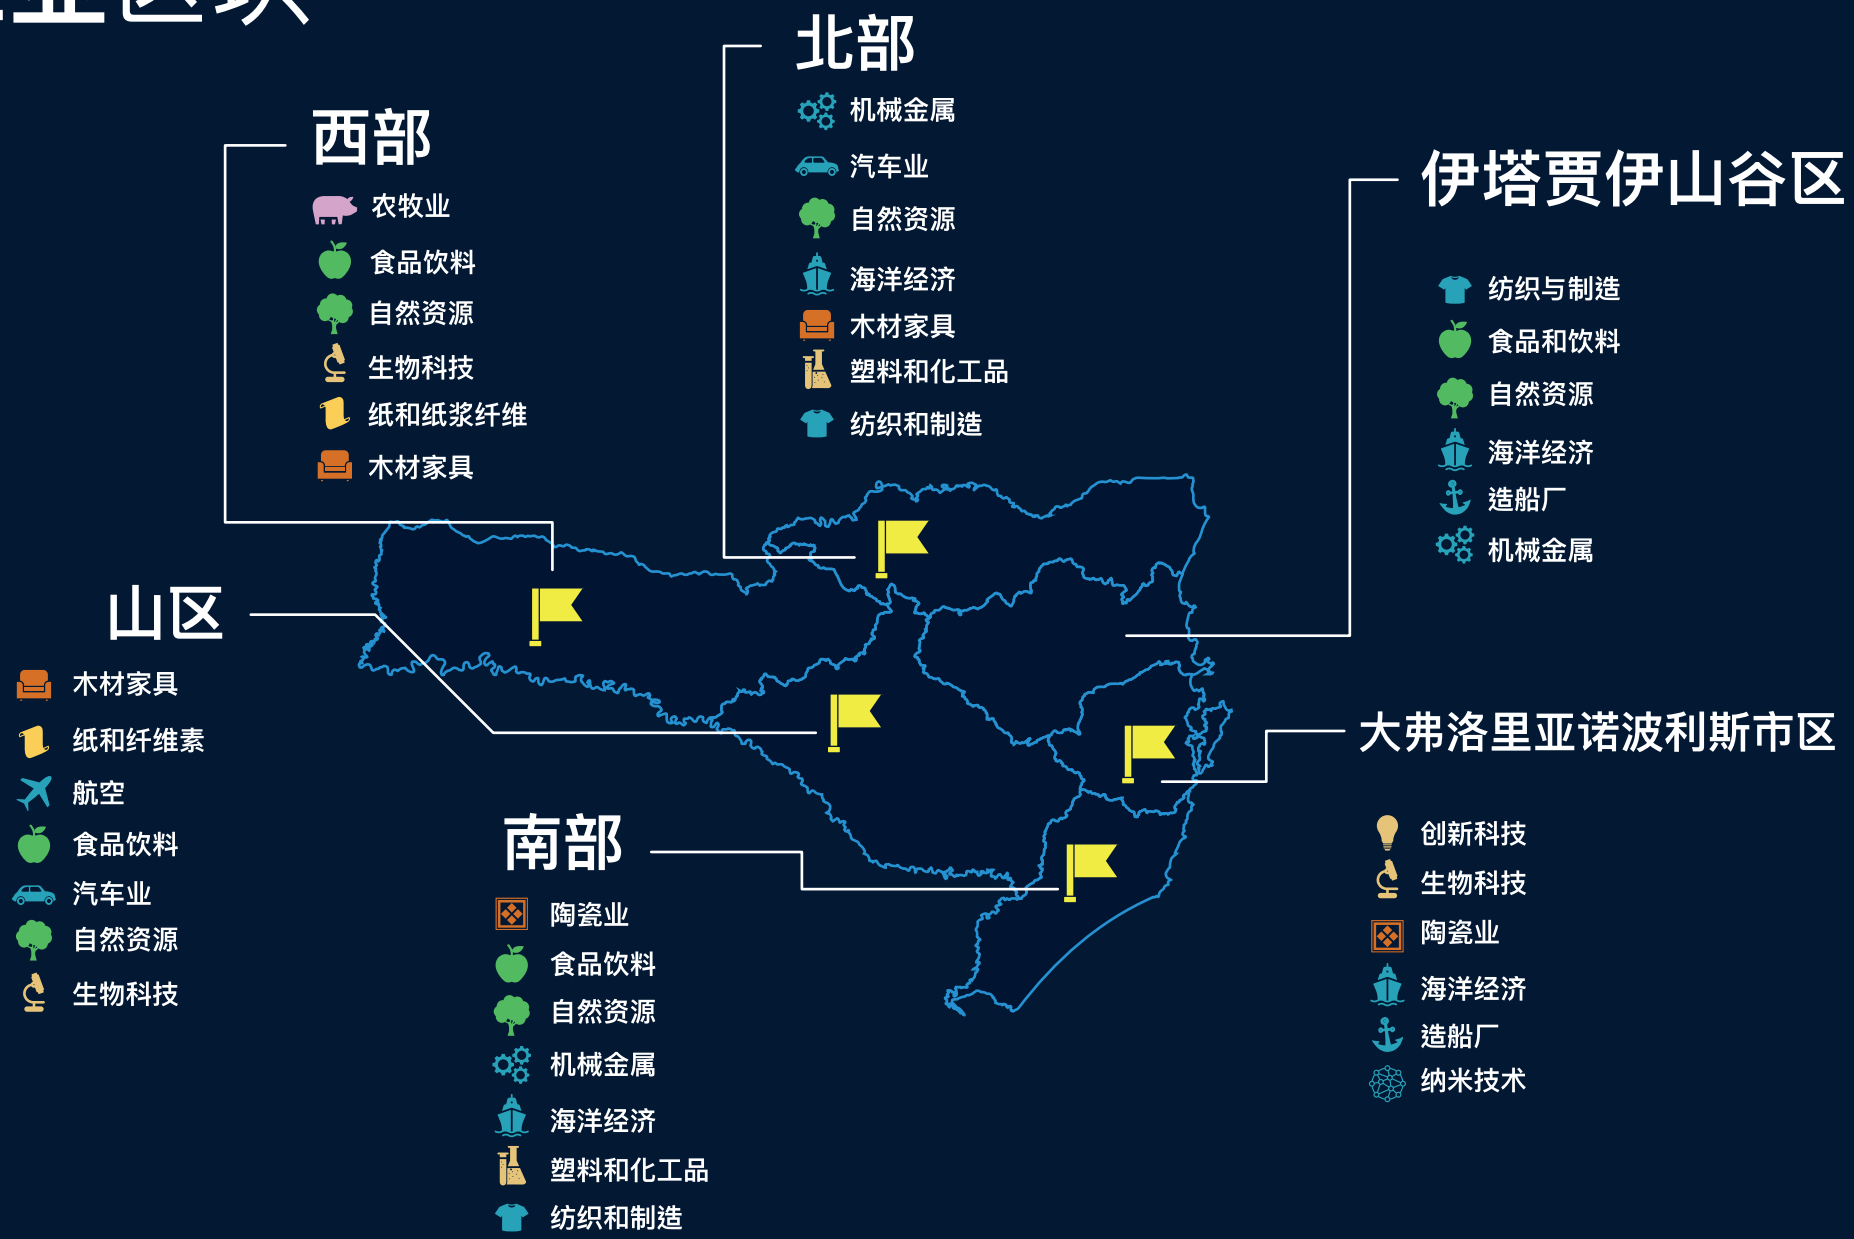 业区块
北部
机械金属
汽车业
自然资源
海洋经济
木材家具
塑料和化工品
纺织和制造
西部
农牧业
食品饮料
自然资源
生物科技
纸和纸浆纤维
木材家具
伊塔贾伊山谷区
纺织与制造
食品和饮料
自然资源
海洋经济
造船厂
机械金属
山区
木材家具
纸和纤维素
航空
食品饮料
汽车业
自然资源
生物科技
大弗洛里亚诺波利斯市区
创新科技
生物科技
陶瓷业
海洋经济
造船厂
纳米技术
南部
陶瓷业
食品饮料
自然资源
机械金属
海洋经济
塑料和化工品
纺织和制造